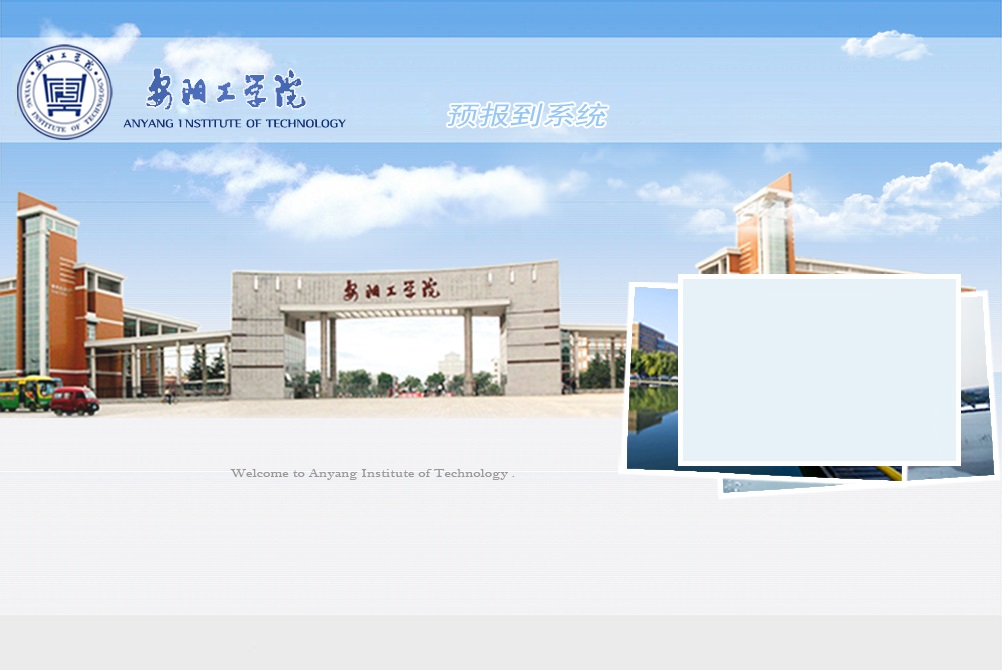 安阳工学院
ANYANG INSTITUTE OF TECHNOLOGY
安阳工学院
ANYANG INSTITUTE OF TECHNOLOGY
预报到系统
安阳工学院
Welcome to Anyang Institute of Technology .